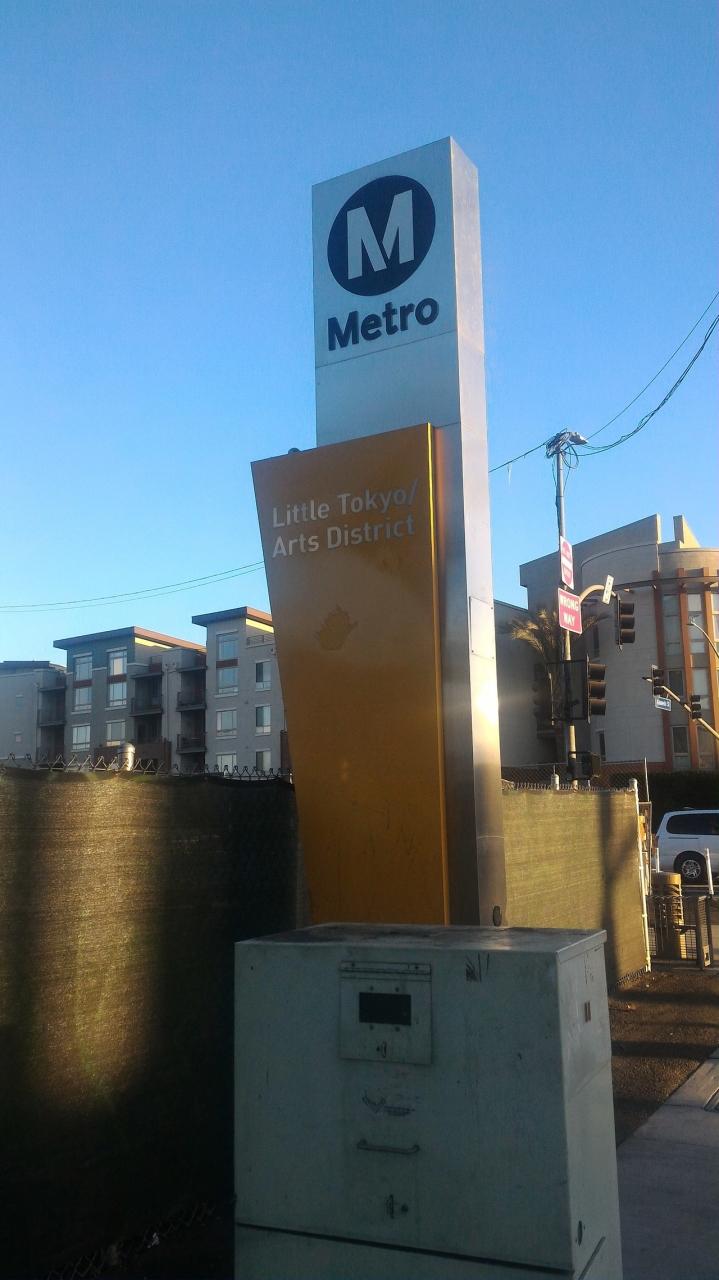 M
Metro
Little Tokyo/
Arts District
WRONG
WAY